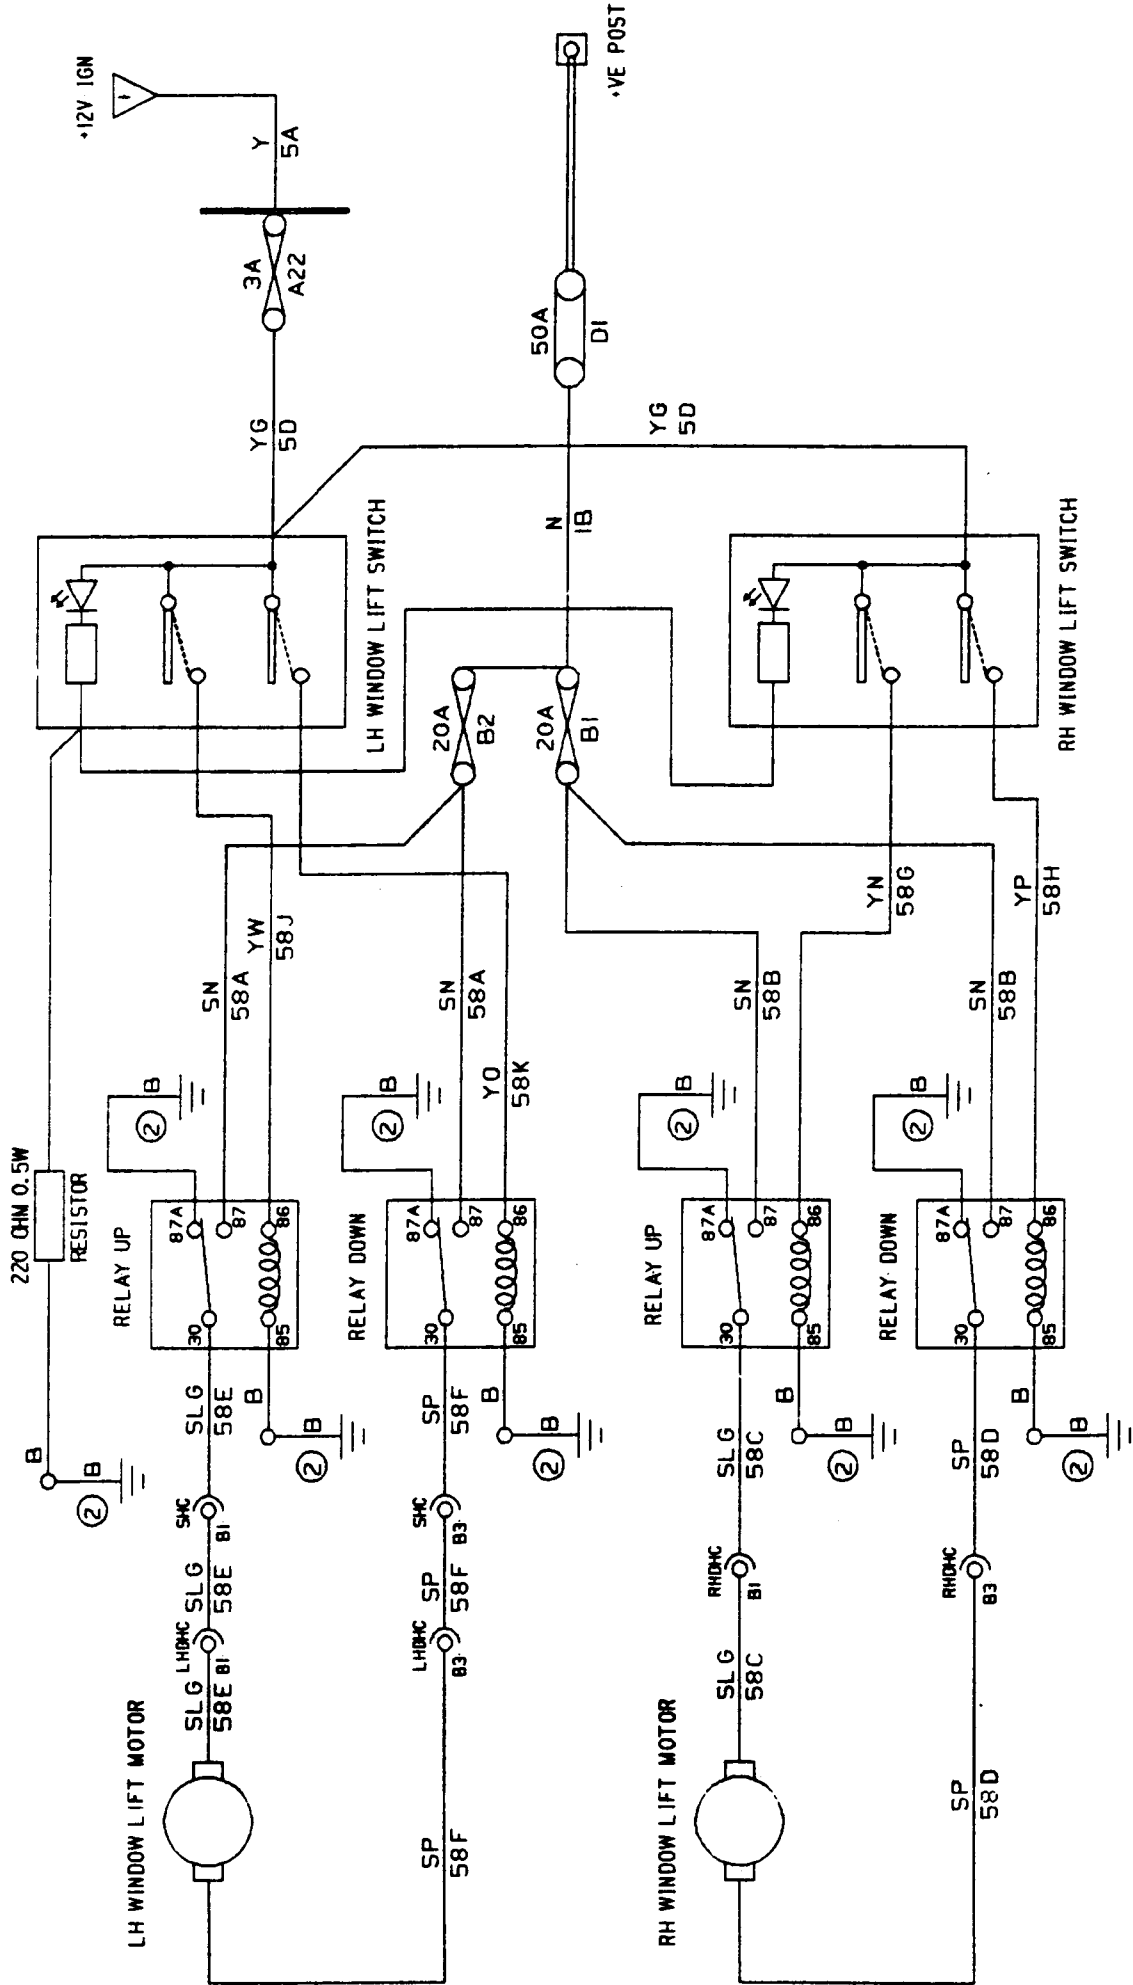 +12V IGN
Y
5A
3A
A22
YG
5D
LH WINDOW LIFT SWITCH
+VE POST
50A
D1
YG
5D
N
1B
20A
B2
20A
B1
RH WINDOW LIFT SWITCH
220 OHM 0.5W
RESISTOR
B
B
2
YW
58J
SN
58A
SN
58A
YO
58K
SN
58B
YN
58G
SN
58B
YP
58H
RELAY UP
87A
87
86
30
85
B
2
B
B
2
RELAY DOWN
87A
87
86
30
85
B
2
B
B
2
RELAY UP
87A
87
86
30
85
B
2
B
B
2
RELAY DOWN
87A
87
86
30
85
B
2
B
B
2
SLG
58E
SHC
B1
SLG
58E
LHDHC
B1
SLG
58E
LH WINDOW LIFT MOTOR
SP
58F
SHC
B3
SP
58F
LHDHC
B3
SP
58F
SLG
58C
RHDHC
B1
SLG
58C
RH WINDOW LIFT MOTOR
SP
58D
RHDHC
B3
SP
58D